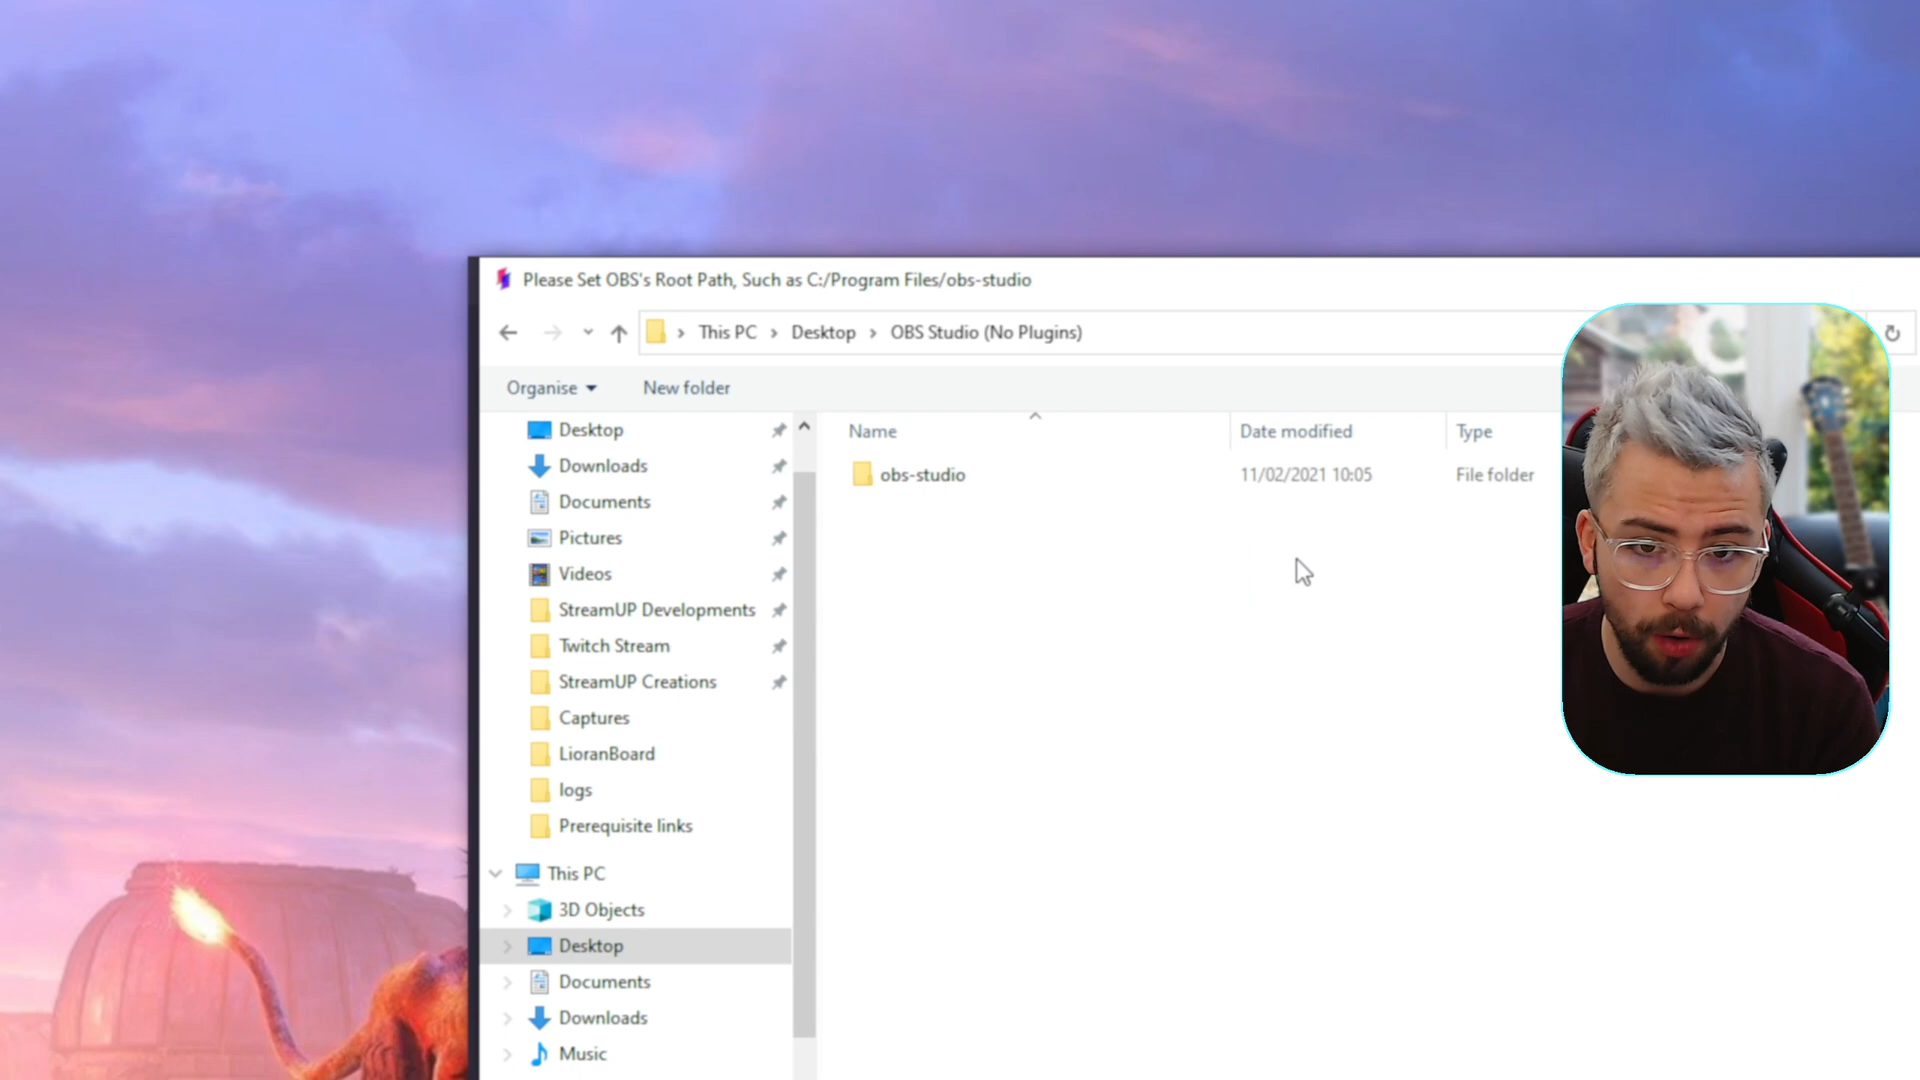 Please Set OBS's Root Path, Such as C:/Program Files/obs-studio
This PC > Desktop > OBS Studio (No Plugins)
Organise
New folder
Name
Date modified
Type
obs-studio
11/02/2021 10:05
File folder
Desktop
Downloads
Documents
Pictures
Videos
StreamUP Developments
Twitch Stream
StreamUP Creations
Captures
LioranBoard
logs
Prerequisite links
This PC
3D Objects
Desktop
Documents
Downloads
Music